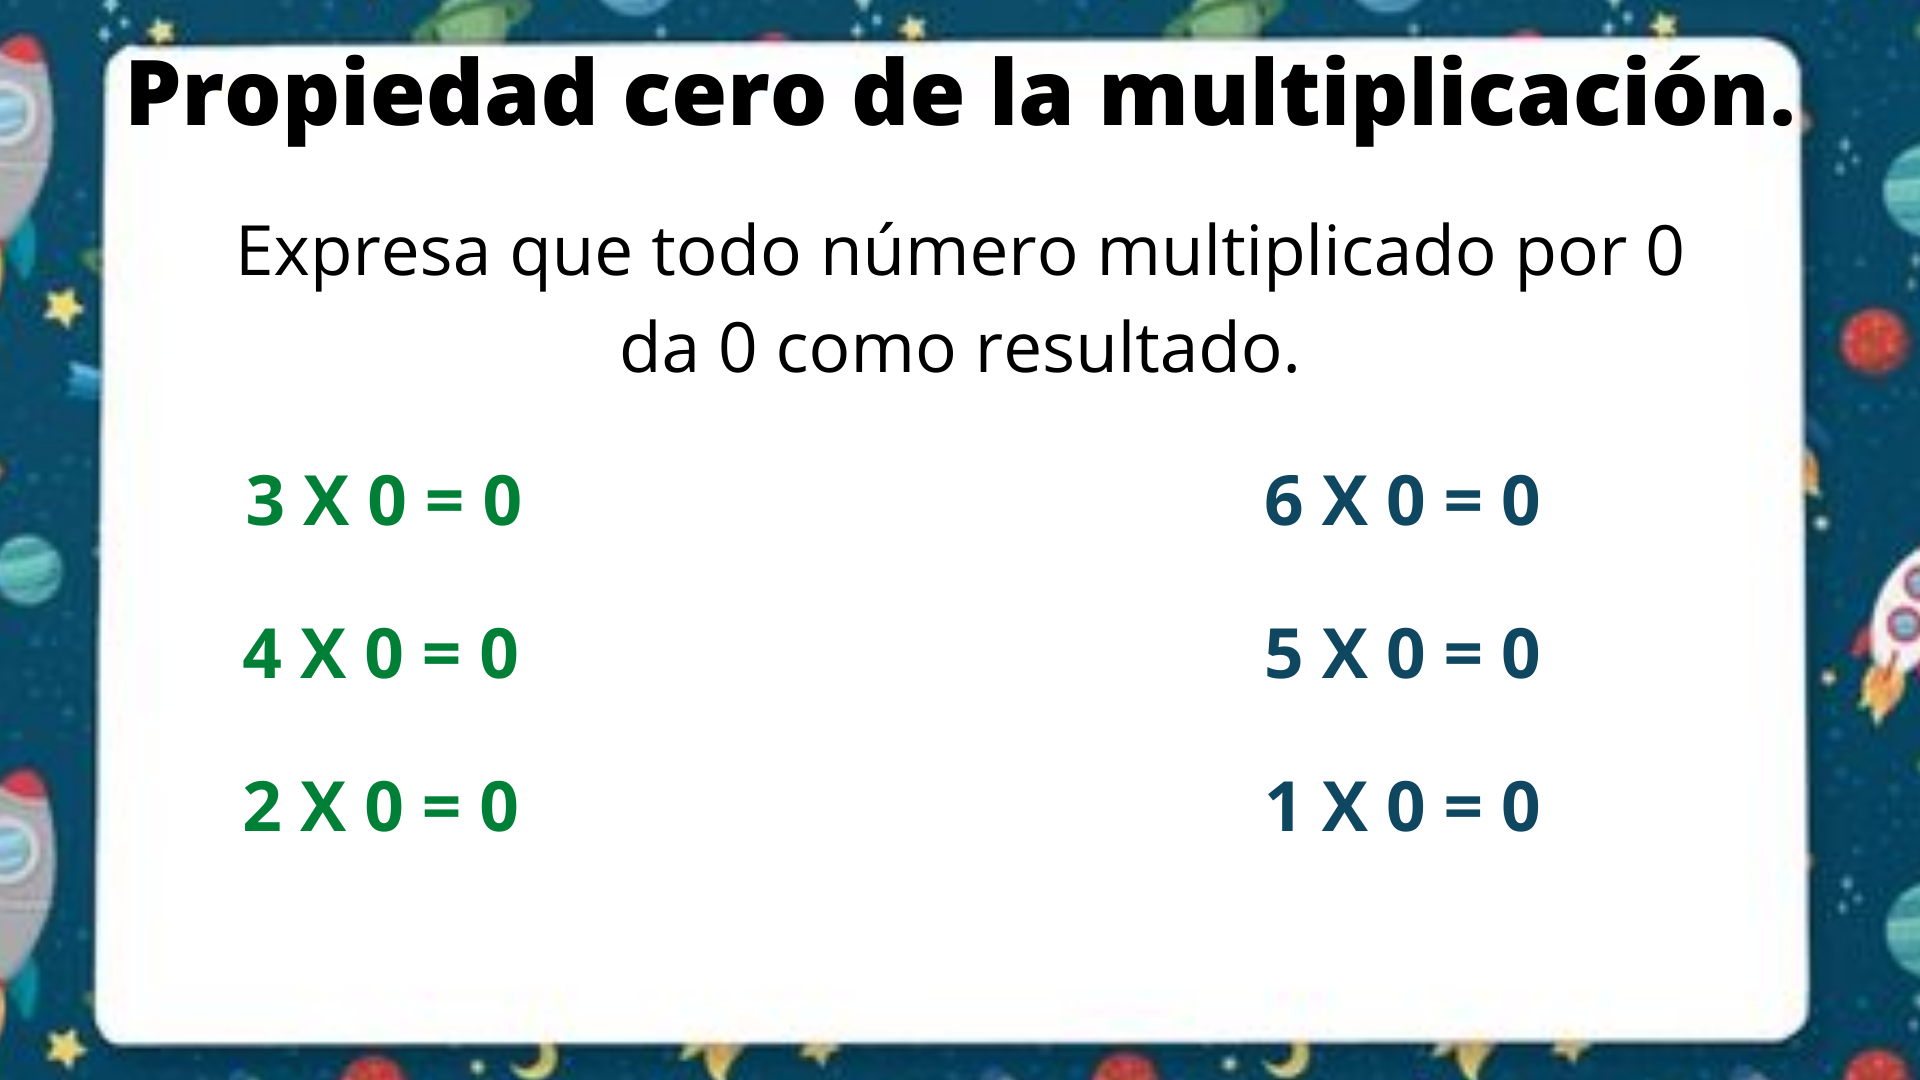 Propiedad cero de la multiplicación.
Expresa que todo número multiplicado por 0
da 0 como resultado.
3 X 0 = 0
6 X 0 = 0
4 X 0 = 0
5 X 0 = 0
2 X 0 = 0
1 X 0 = 0